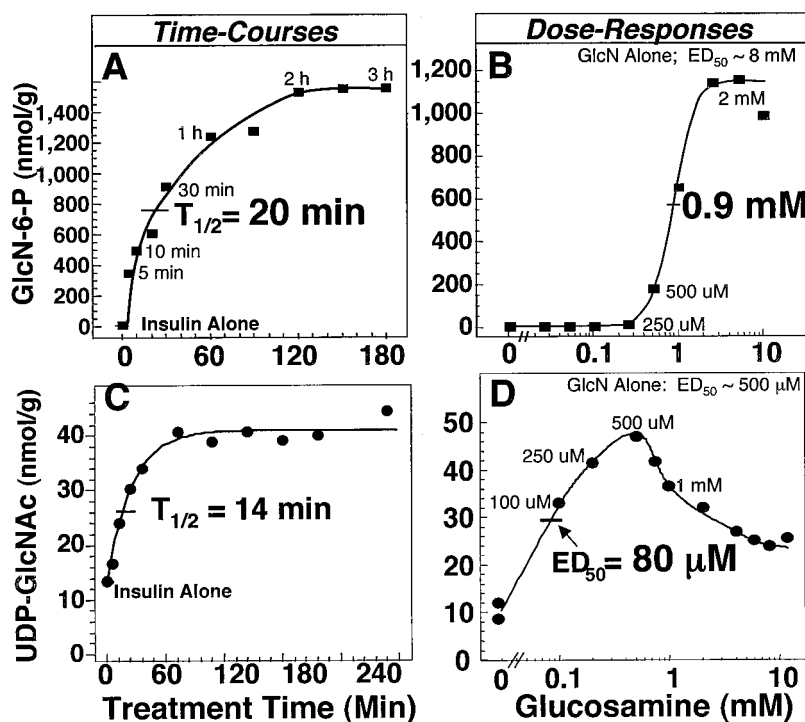 Time-Courses
Dose-Responses
A
2 h
3 h
1 h
30 min
T1/2= 20 min
10 min
5 min
Insulin Alone
1,600
1,400
1,200
1,000
800
600
400
200
0
GlcN-6-P (nmol/g)
0 60 120 180
B
GlcN Alone; ED50 ~ 8 mM
2 mM
0.9 mM
500 uM
250 uM
1,200
1,000
800
600
400
200
0
0 0.1 1 10
C
T1/2 = 14 min
Insulin Alone
40
30
20
10
0
UDP-GlcNAc (nmol/g)
0 60 120 180 240
Treatment Time (Min)
D
GlcN Alone: ED50 ~ 500 μM
500 uM
250 uM
1 mM
100 uM
ED50= 80 μM
50
40
30
20
10
0
0 0.1 1 10
Glucosamine (mM)